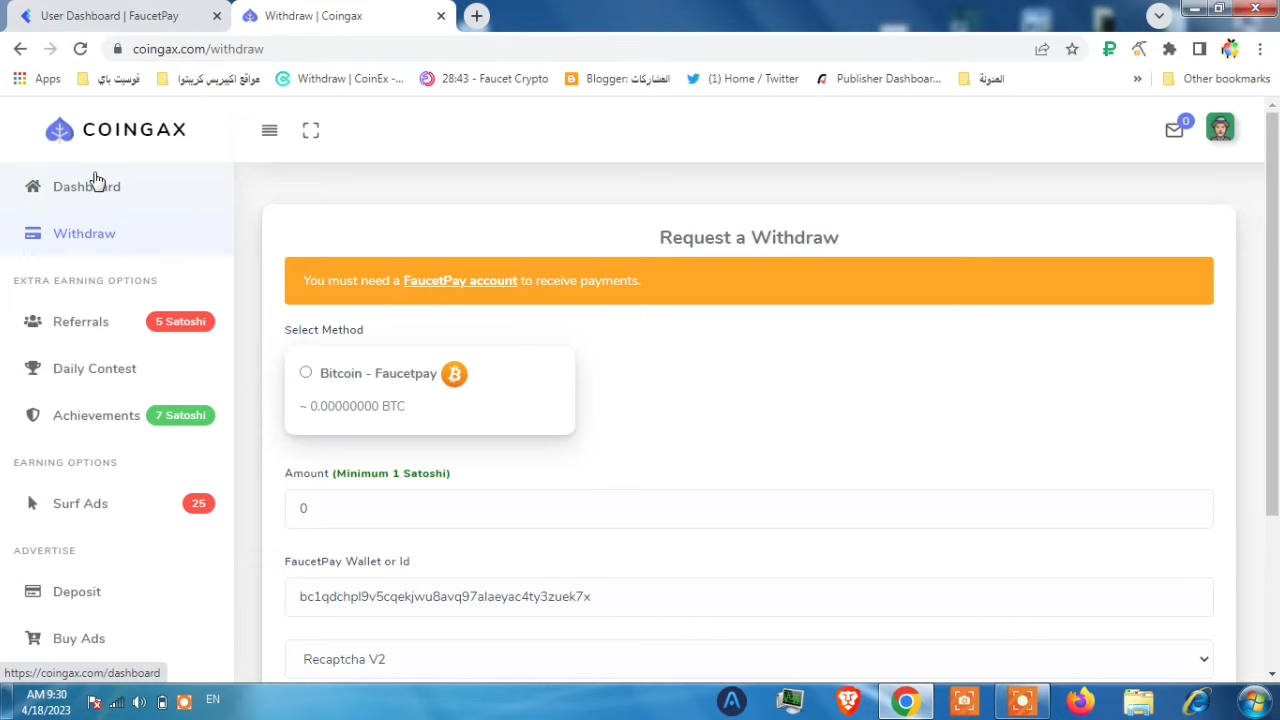 User Dashboard | FaucetPay
Withdraw | Coingax
coingax.com/withdraw
Apps
فوسيت باي
مواقع اكبيريس كريبتوا
Withdraw | CoinEx -...
28:43 - Faucet Crypto
Blogger: المشاركات
(1) Home / Twitter
Publisher Dashboar...
المدونة
»
Other bookmarks
COINGAX
0
Dashboard
Withdraw
EXTRA EARNING OPTIONS
Referrals
5 Satoshi
Daily Contest
Achievements
7 Satoshi
EARNING OPTIONS
Surf Ads
25
ADVERTISE
Deposit
Buy Ads
Request a Withdraw
You must need a FaucetPay account to receive payments.
Select Method
Bitcoin - Faucetpay
~ 0.00000000 BTC
Amount (Minimum 1 Satoshi)
0
FaucetPay Wallet or Id
bc1qdchpl9v5cqekjwu8avq97alaeyac4ty3zuek7x
Recaptcha V2
https://coingax.com/dashboard
AM 9:30
4/18/2023
EN